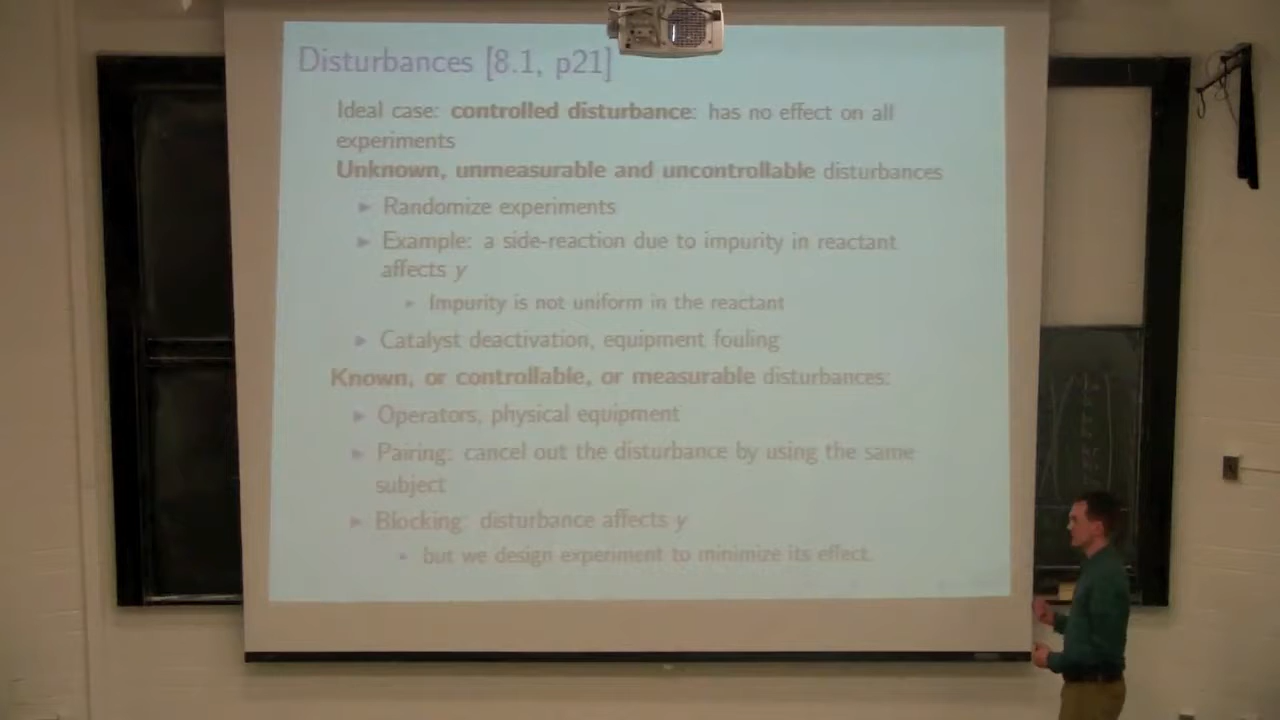 Disturbances [8.1, p21]
Ideal case: controlled disturbance: has no effect on all
experiments
Unknown, unmeasurable and uncontrollable disturbances
Randomize experiments
Example: a side-reaction due to impurity in reactant
affects y
Impurity is not uniform in the reactant
Catalyst deactivation, equipment fouling
Known, or controllable, or measurable disturbances:
Operators, physical equipment
Pairing: cancel out the disturbance by using the same
subject
Blocking: disturbance affects y
but we design experiment to minimize its effect.